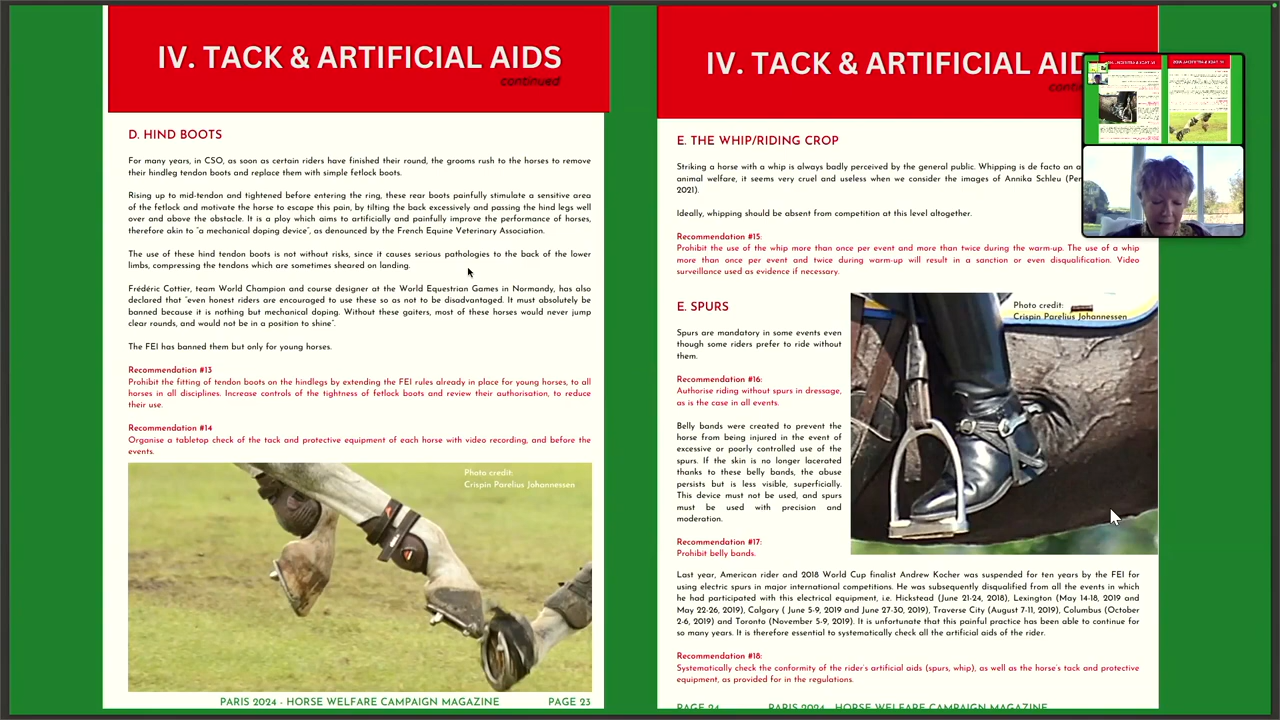 IV. TACK & ARTIFICIAL AIDS
continued
D. HIND BOOTS
For many years, in CSO, as soon as certain riders have finished their round, the grooms rush to the horses to remove
their hindleg tendon boots and replace them with simple fetlock boots.
Rising up to mid-tendon and tightened before entering the ring, these rear boots painfully stimulate a sensitive area
of the fetlock and motivate the horse to escape this pain, by tilting the back excessively and passing the hind legs well
over and above the obstacle. It is a ploy which aims to artificially and painfully improve the performance of horses,
therefore akin to “a mechanical doping device”, as denounced by the French Equine Veterinary Association.
The use of these hind tendon boots is not without risks, since it causes serious pathologies to the back of the lower
limbs, compressing the tendons which are sometimes sheared on landing.
Frédéric Cottier, team World Champion and course designer at the World Equestrian Games in Normandy, has also
declared that “even honest riders are encouraged to use these so as not to be disadvantaged. It must absolutely be
banned because it is nothing but mechanical doping. Without these gaiters, most of these horses would never jump
clear rounds, and would not be in a position to shine”.
The FEI has banned them but only for young horses.
Recommendation #13
Prohibit the fitting of tendon boots on the hindlegs by extending the FEI rules already in place for young horses, to all
horses in all disciplines. Increase controls of the tightness of fetlock boots and review their authorisation, to reduce
their use.
Recommendation #14
Organise a tabletop check of the tack and protective equipment of each horse with video recording, and before the
events.
Photo credit:
Crispin Parelius Johannessen
PARIS 2024 - HORSE WELFARE CAMPAIGN MAGAZINE PAGE 23
IV. TACK & ARTIFICIAL AID
E. THE WHIP/RIDING CROP
Striking a horse with a whip is always badly perceived by the general public. Whipping is de facto an a
animal welfare, it seems very cruel and useless when we consider the images of Annika Schleu (Pen
2021).
Ideally, whipping should be absent from competition at this level altogether.
Recommendation #15:
Prohibit the use of the whip more than once per event and more than twice during the warm-up. The use of a whip
more than once per event and twice during warm-up will result in a sanction or even disqualification. Video
surveillance used as evidence if necessary.
E. SPURS
Photo credit:
Crispin Parelius Johannessen
Spurs are mandatory in some events even
though some riders prefer to ride without
them.
Recommendation #16:
Authorise riding without spurs in dressage,
as is the case in all events.
Belly bands were created to prevent the
horse from being injured in the event of
excessive or poorly controlled use of the
spurs. If the skin is no longer lacerated
thanks to these belly bands, the abuse
persists but is less visible, superficially.
This device must not be used, and spurs
must be used with precision and
moderation.
Recommendation #17:
Prohibit belly bands.
Last year, American rider and 2018 World Cup finalist Andrew Kocher was suspended for ten years by the FEI for
using electric spurs in major international competitions. He was subsequently disqualified from all the events in which
he had participated with this electrical equipment, i.e. Hickstead (June 21-24, 2018), Lexington (May 14-18, 2019 and
May 22-26, 2019), Calgary ( June 5-9, 2019 and June 27-30, 2019), Traverse City (August 7-11, 2019), Columbus (October
2-6, 2019) and Toronto (November 5-9, 2019). It is unfortunate that this painful practice has been able to continue for
so many years. It is therefore essential to systematically check all the artificial aids of the rider.
Recommendation #18:
Systematically check the conformity of the rider's artificial aids (spurs, whip), as well as the horse's tack and protective
equipment, as provided for in the regulations.
PAGE 24 PARIS 2024 - HORSE WELFARE CAMPAIGN MAGAZINE